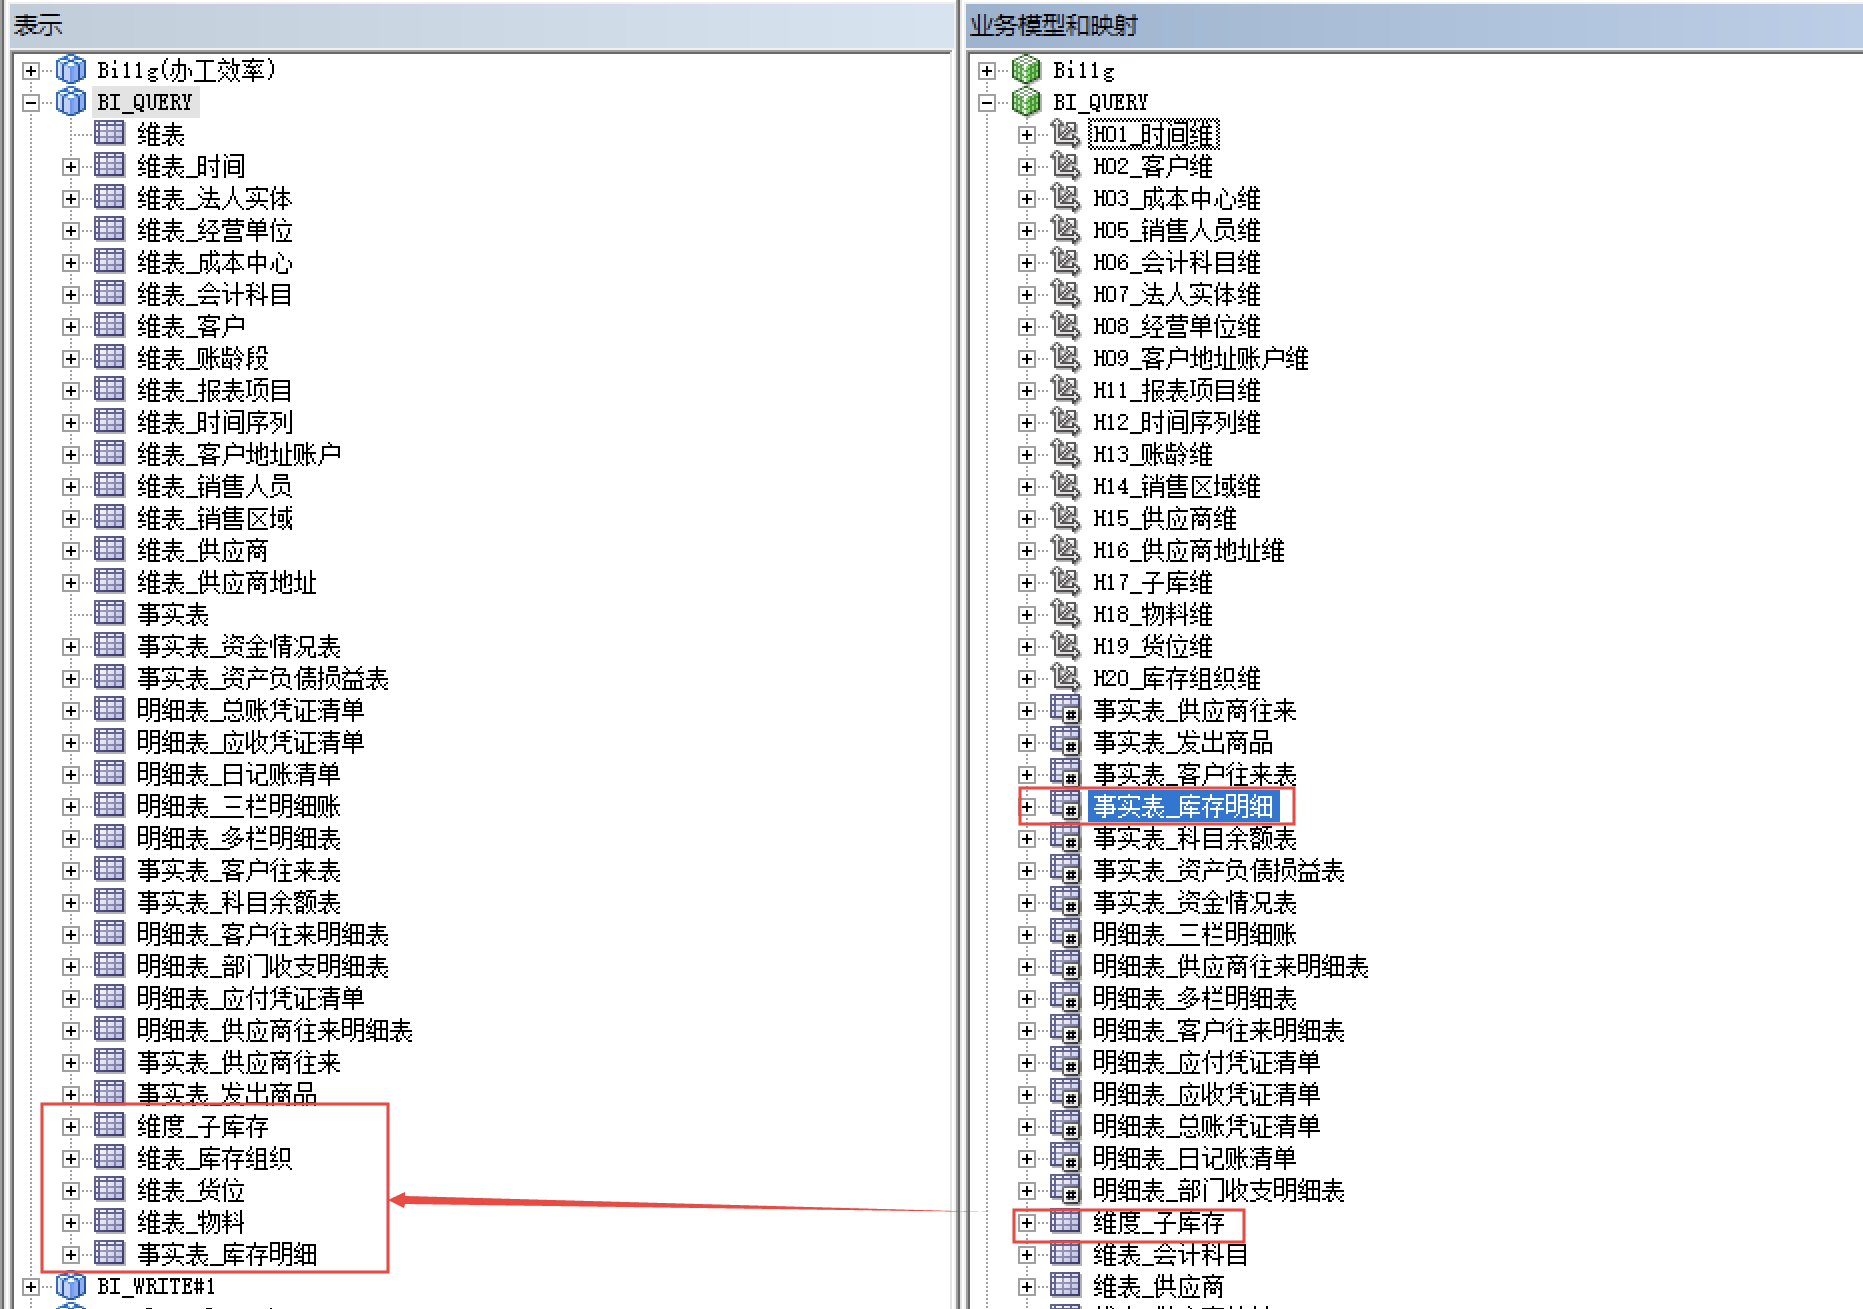 表示
Billg(办工效率)
BI_QUERY
维表
维表_时间
维表_法人实体
维表_经营单位
维表_成本中心
维表_会计科目
维表_客户
维表_账龄段
维表_报表项目
维表_时间序列
维表_客户地址账户
维表_销售人员
维表_销售区域
维表_供应商
维表_供应商地址
事实表
事实表_资金情况表
事实表_资产负债损益表
明细表_总账凭证清单
明细表_应收凭证清单
明细表_日记账清单
明细表_三栏明细账
明细表_多栏明细表
事实表_客户往来表
事实表_科目余额表
明细表_客户往来明细表
明细表_部门收支明细表
明细表_应付凭证清单
明细表_供应商往来明细表
事实表_供应商往来
事实表_发出商品
维度_子库存
维表_库存组织
维表_货位
维表_物料
事实表_库存明细
BI_WRITE#1
业务模型和映射
Billg
BI_QUERY
H01_时间维
H02_客户维
H03_成本中心维
H05_销售人员维
H06_会计科目维
H07_法人实体维
H08_经营单位维
H09_客户地址账户维
H11_报表项目维
H12_时间序列维
H13_账龄维
H14_销售区域维
H15_供应商维
H16_供应商地址维
H17_子库维
H18_物料维
H19_货位维
H20_库存组织维
事实表_供应商往来
事实表_发出商品
事实表_客户往来表
事实表_库存明细
事实表_科目余额表
事实表_资产负债损益表
事实表_资金情况表
明细表_三栏明细账
明细表_供应商往来明细表
明细表_多栏明细表
明细表_客户往来明细表
明细表_应付凭证清单
明细表_应收凭证清单
明细表_总账凭证清单
明细表_日记账清单
明细表_部门收支明细表
维度_子库存
维表_会计科目
维表_供应商